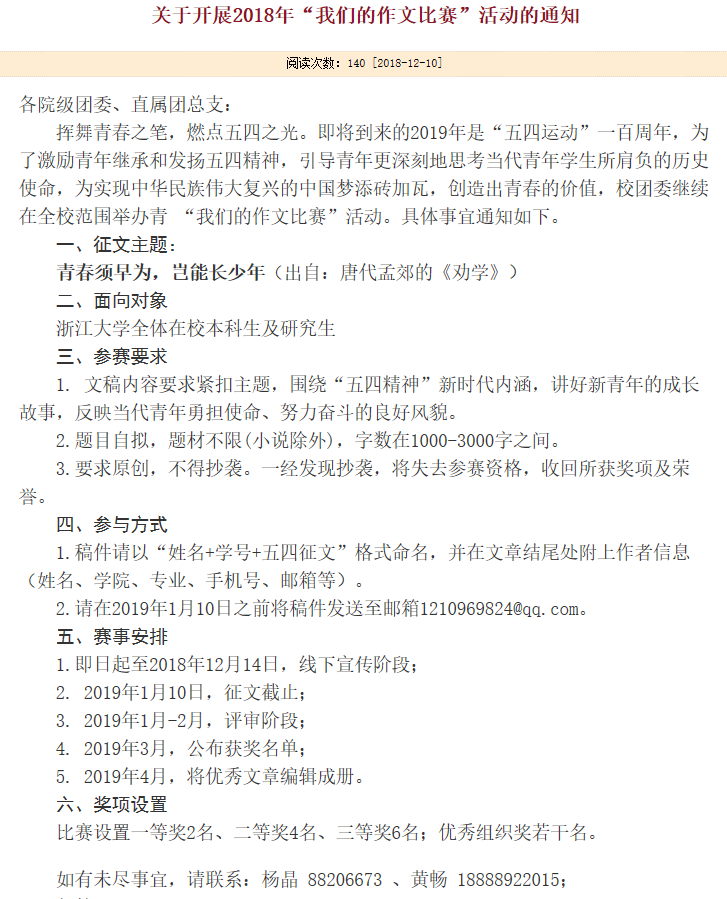 关于开展2018年“我们的作文比赛”活动的通知
阅读次数：140 [2018-12-10]
各院级团委、直属团总支：
挥舞青春之笔，燃点五四之光。即将到来的2019年是“五四运动”一百周年，为
了激励青年继承和发扬五四精神，引导青年更深刻地思考当代青年学生所肩负的历史
使命，为实现中华民族伟大复兴的中国梦添砖加瓦，创造出青春的价值，校团委继续
在全校范围举办青 “我们的作文比赛”活动。具体事宜通知如下。
一、征文主题：
青春须早为，岂能长少年（出自：唐代孟郊的《劝学》）
二、面向对象
浙江大学全体在校本科生及研究生
三、参赛要求
1. 文稿内容要求紧扣主题，围绕“五四精神”新时代内涵，讲好新青年的成长
故事，反映当代青年勇担使命、努力奋斗的良好风貌。
2.题目自拟，题材不限(小说除外)，字数在1000-3000字之间。
3.要求原创，不得抄袭。一经发现抄袭，将失去参赛资格，收回所获奖项及荣
誉。
四、参与方式
1.稿件请以“姓名+学号+五四征文”格式命名，并在文章结尾处附上作者信息
（姓名、学院、专业、手机号、邮箱等）。
2.请在2019年1月10日之前将稿件发送至邮箱1210969824@qq.com。
五、赛事安排
1.即日起至2018年12月14日，线下宣传阶段；
2. 2019年1月10日，征文截止；
3. 2019年1月-2月，评审阶段；
4. 2019年3月，公布获奖名单；
5. 2019年4月，将优秀文章编辑成册。
六、奖项设置
比赛设置一等奖2名、二等奖4名、三等奖6名；优秀组织奖若干名。
如有未尽事宜，请联系：杨晶 88206673 、黄畅 18888922015；